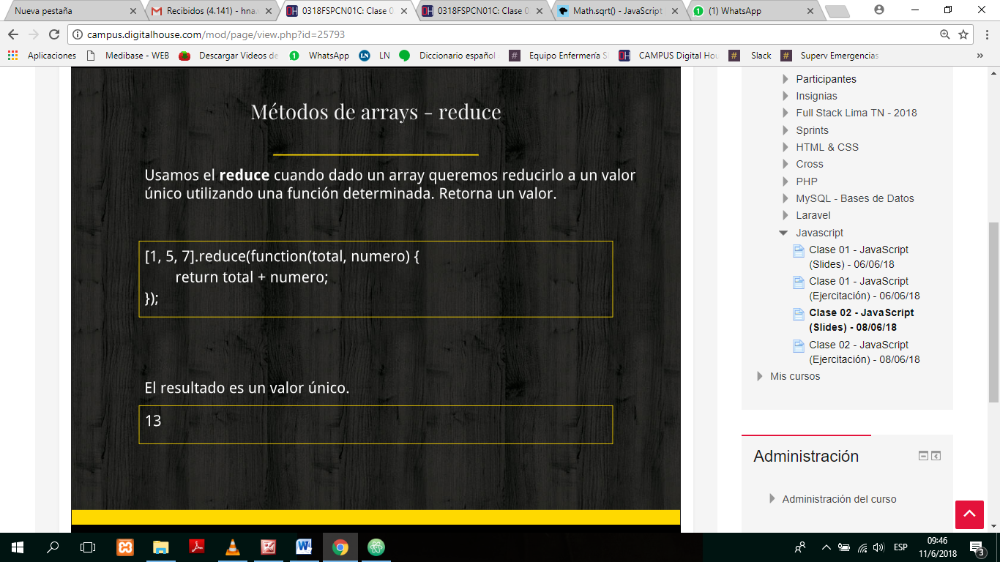 Nueva pestaña
Recibidos (4.141) - hna.x
0318FSPCN01C: Clase 0
0318FSPCN01C: Clase 0
Math.sqrt() - JavaScript
(1) WhatsApp
campus.digitalhouse.com/mod/page/view.php?id=25793
Aplicaciones
Medibase - WEB
Descargar Videos de
WhatsApp
LN
Diccionario español
Equipo Enfermería S
CAMPUS Digital Hou
Slack
Superv Emergencias
»
Métodos de arrays - reduce
Usamos el reduce cuando dado un array queremos reducirlo a un valor
único utilizando una función determinada. Retorna un valor.
[1, 5, 7].reduce(function(total, numero) {
return total + numero;
});
El resultado es un valor único.
13
Participantes
Insignias
Full Stack Lima TN - 2018
Sprints
HTML & CSS
Cross
PHP
MySQL - Bases de Datos
Laravel
Javascript
Clase 01 - JavaScript
(Slides) - 06/06/18
Clase 01 - JavaScript
(Ejercitación) - 06/06/18
Clase 02 - JavaScript
(Slides) - 08/06/18
Clase 02 - JavaScript
(Ejercitación) - 08/06/18
Mis cursos
Administración
Administración del curso
ESP
09:46
11/6/2018
3